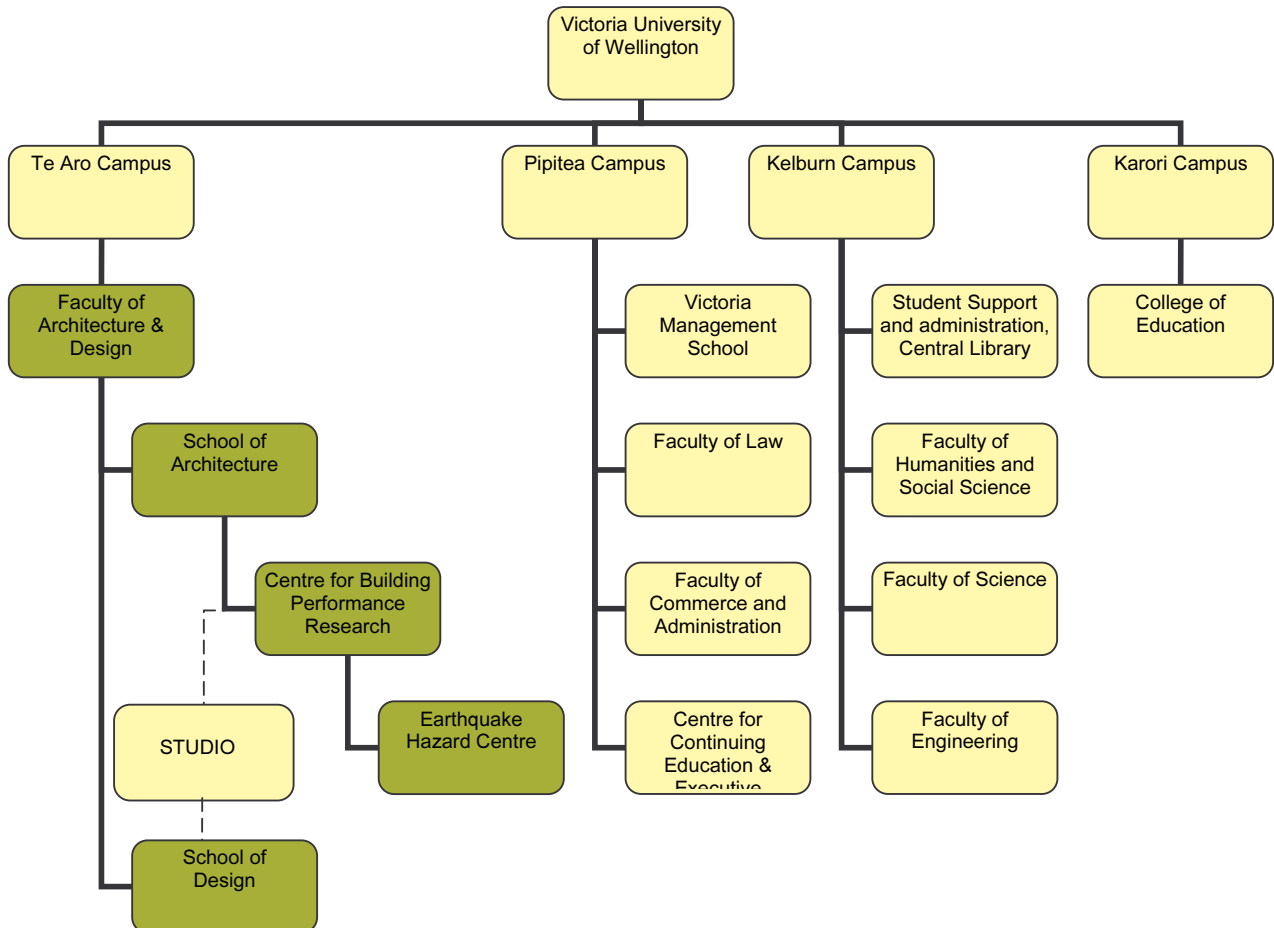 Victoria University
of Wellington
Te Aro Campus
Pipitea Campus
Kelburn Campus
Karori Campus
Faculty of
Architecture &
Design
Victoria
Management
School
Student Support
and administration,
Central Library
College of
Education
School of
Architecture
Faculty of Law
Faculty of
Humanities and
Social Science
Centre for Building
Performance
Research
Faculty of
Commerce and
Administration
Faculty of Science
STUDIO
Earthquake
Hazard Centre
Centre for
Continuing
Education &
Executive
Faculty of
Engineering
School of
Design